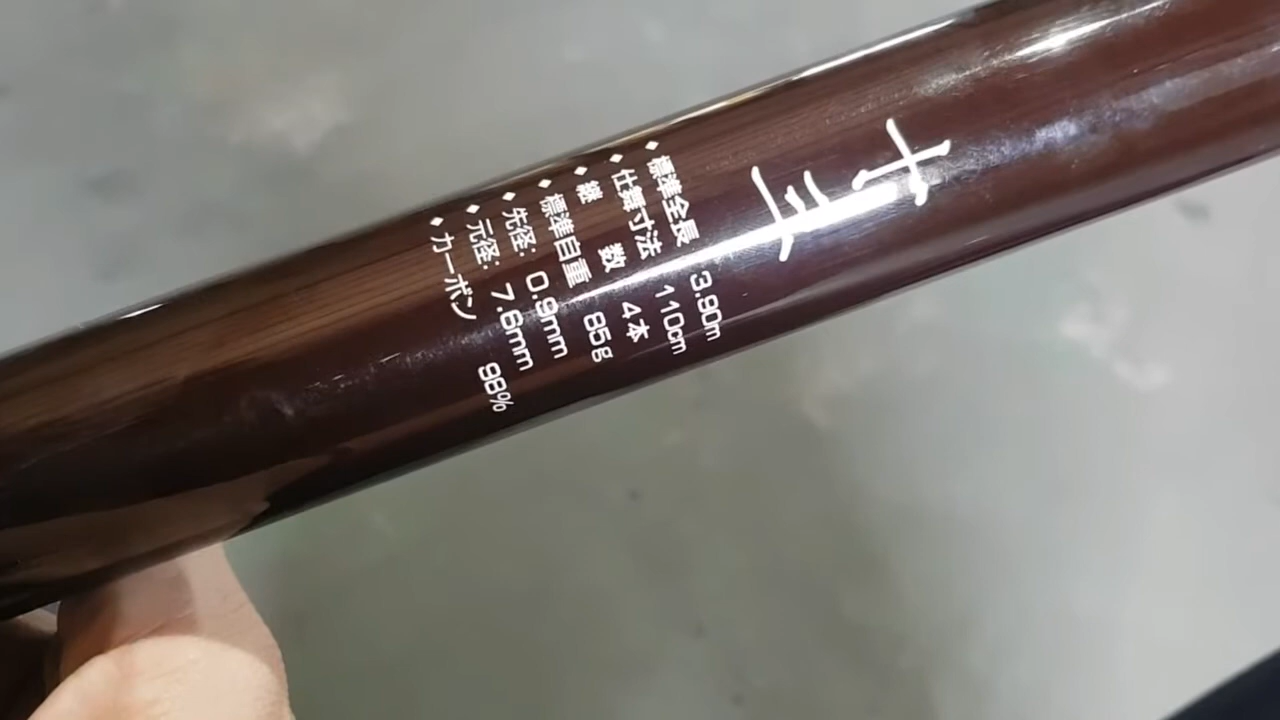 十三
◆標準全長 3.90m
◆仕舞寸法 110cm
◆継数 4本
◆標準自重 85g
◆先径: 0.9mm
◆元径: 7.6mm
◆カーボン 98%